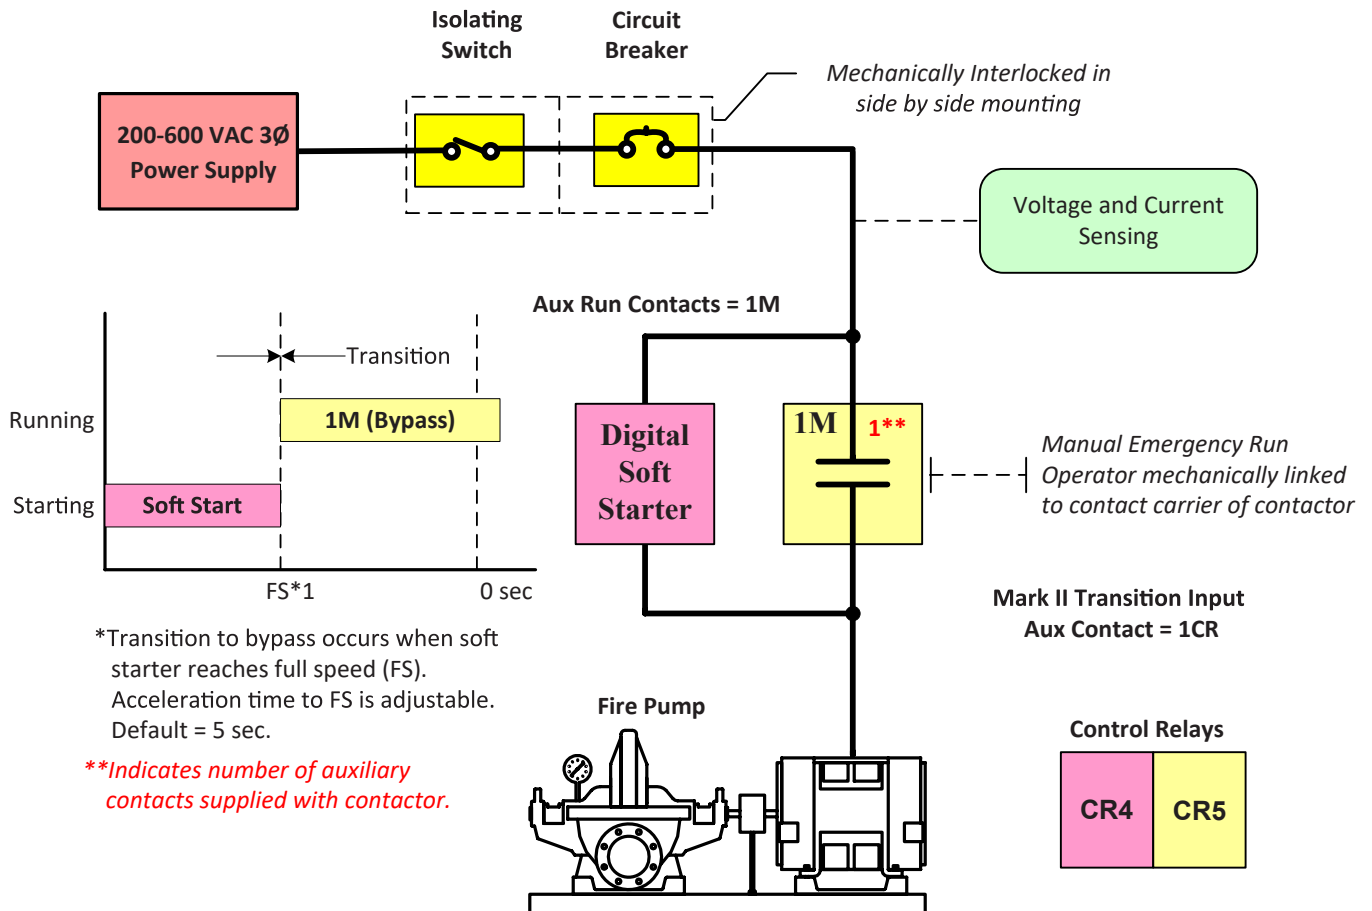 Isolating
Switch
Circuit
Breaker
Mechanically Interlocked in
side by side mounting
200-600 VAC 3Ø
Power Supply
Voltage and Current
Sensing
Aux Run Contacts = 1M
Transition
Running
1M (Bypass)
Starting
Soft Start
FS*1
0 sec
Digital
Soft
Starter
1M
1**
Manual Emergency Run
Operator mechanically linked
to contact carrier of contactor
*Transition to bypass occurs when soft
starter reaches full speed (FS).
Acceleration time to FS is adjustable.
Default = 5 sec.
**Indicates number of auxiliary
contacts supplied with contactor.
Mark II Transition Input
Aux Contact = 1CR
Fire Pump
Control Relays
CR4
CR5